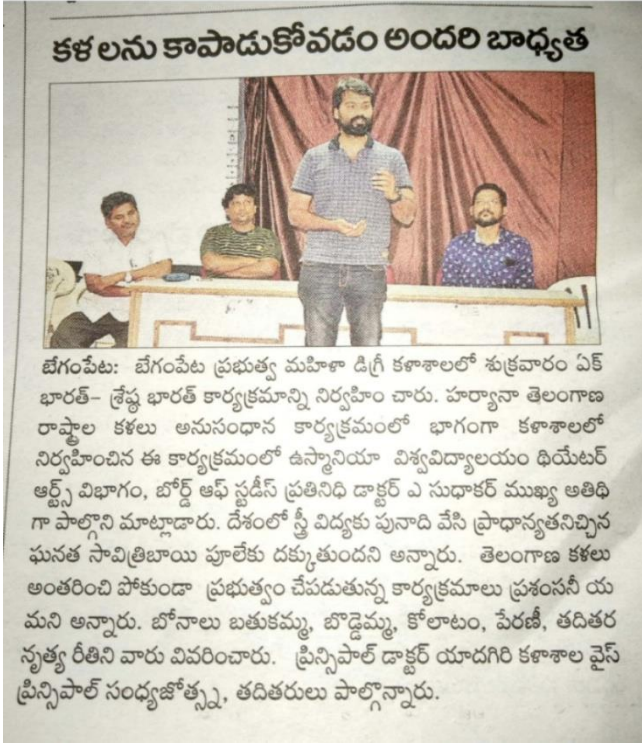 కళలను కాపాడుకోవడం అందరి బాధ్యత
బేగంపేట: బేగంపేట ప్రభుత్వ మహిళా డిగ్రీ కళాశాలలో శుక్రవారం ఏక్
భారత్– శ్రేష్ఠ భారత్ కార్యక్రమాన్ని నిర్వహిం చారు. హర్యానా తెలంగాణ
రాష్ట్రాల కళలు అనుసంధాన కార్యక్రమంలో భాగంగా కళాశాలలో
నిర్వహించిన ఈ కార్యక్రమంలో ఉస్మానియా విశ్వవిద్యాలయం థియేటర్
ఆర్ట్స్ విభాగం, బోర్డ్ ఆఫ్ స్టడీస్ ప్రతినిధి డాక్టర్ ఎ సుధాకర్ ముఖ్య అతిథి
గా పాల్గొని మాట్లాడారు. దేశంలో స్త్రీ విద్యకు పునాది వేసి ప్రాధాన్యతనిచ్చిన
ఘనత సావిత్రిబాయి పూలేకు దక్కుతుందని అన్నారు. తెలంగాణ కళలు
అంతరించి పోకుండా ప్రభుత్వం చేపడుతున్న కార్యక్రమాలు ప్రశంసనీ య
మని అన్నారు. బోనాలు బతుకమ్మ, బొడ్డెమ్మ, కోలాటం, పేరణీ, తదితర
నృత్య రీతిని వారు వివరించారు. ప్రిన్సిపాల్ డాక్టర్ యాదగిరి కళాశాల వైస్
ప్రిన్సిపాల్ సంధ్యజోత్స్న, తదితరులు పాల్గొన్నారు.